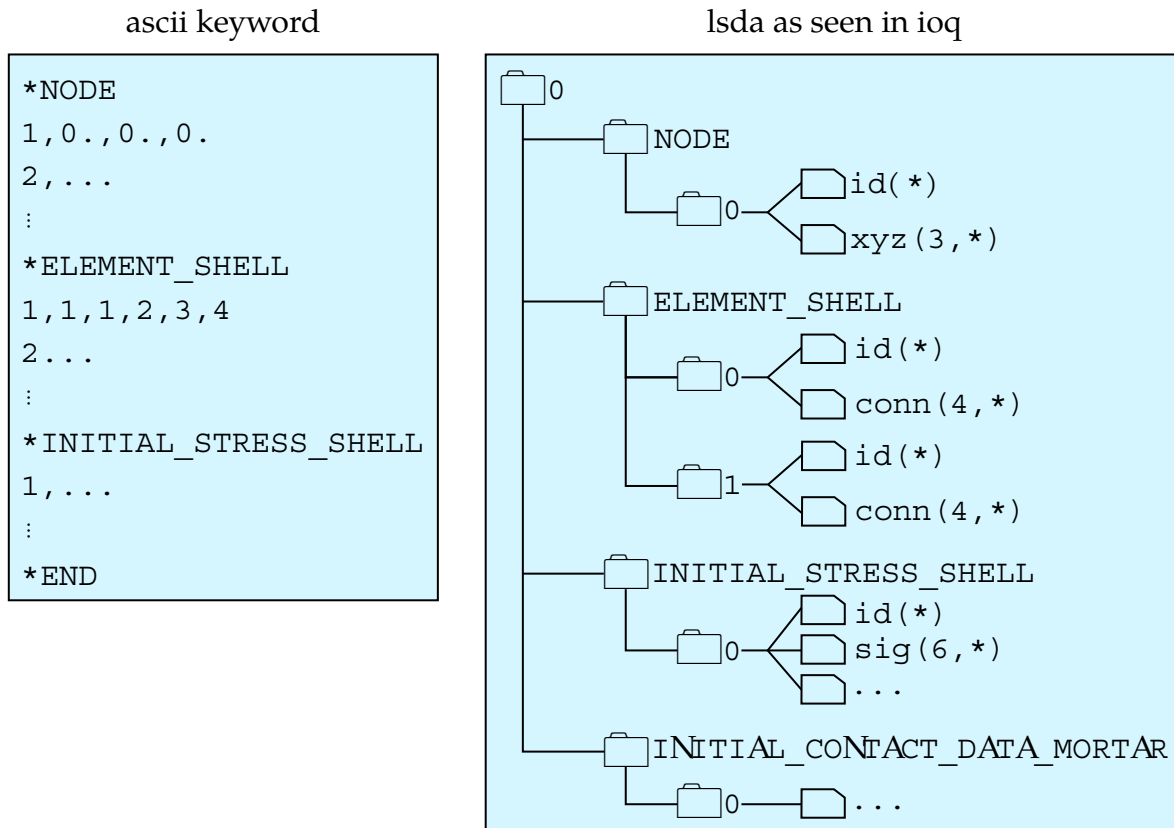 ascii keyword
*NODE
1,0.,0.,0.
2,...
⋮
*ELEMENT_SHELL
1,1,1,2,3,4
2...
⋮
*INITIAL_STRESS_SHELL
1,...
⋮
*END
lsda as seen in ioq
0
NODE
0
id(*)
xyz(3,*)
ELEMENT_SHELL
0
id(*)
conn(4,*)
1
id(*)
conn(4,*)
INITIAL_STRESS_SHELL
0
id(*)
sig(6,*)
...
INITIAL_CONTACT_DATA_MORTAR
0
...